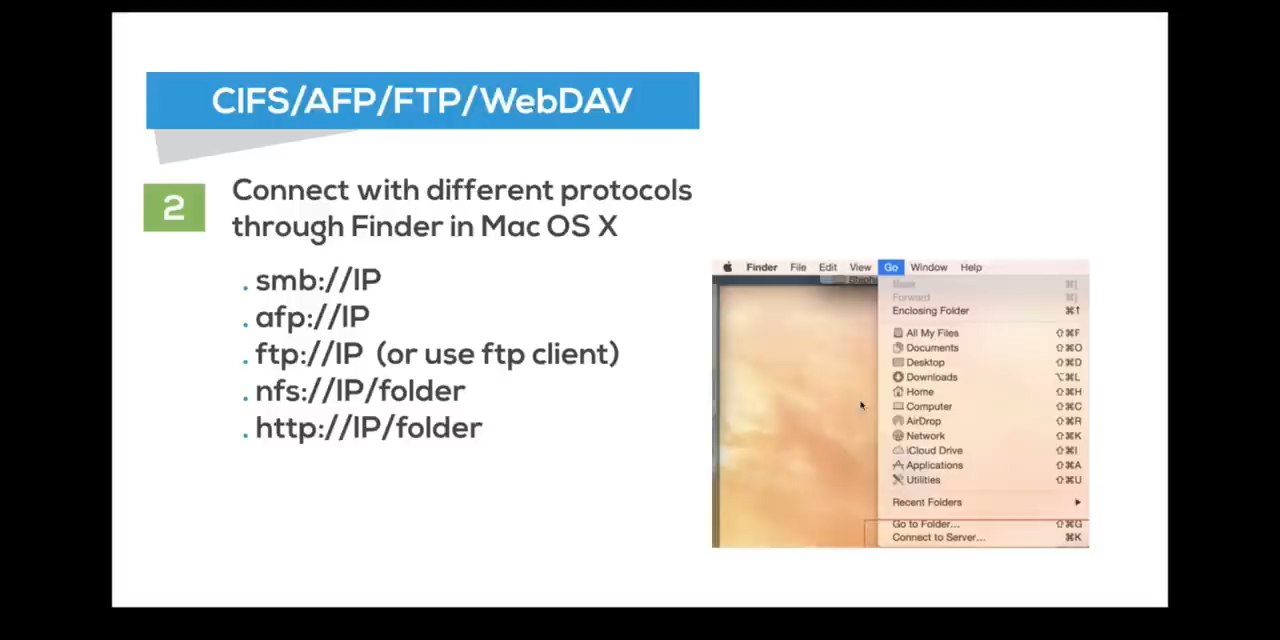 CIFS/AFP/FTP/WebDAV
2
Connect with different protocols
through Finder in Mac OS X
. smb://IP
. afp://IP
. ftp://IP (or use ftp client)
. nfs://IP/folder
. http://IP/folder
Finder File Edit View Go Window Help
Back ⌘[
Forward ⌘]
Enclosing Folder ⌘↑
All My Files ⇧⌘F
Documents ⇧⌘O
Desktop ⇧⌘D
Downloads ⌥⌘L
Home ⇧⌘H
Computer ⇧⌘C
AirDrop ⇧⌘R
Network ⇧⌘K
iCloud Drive ⇧⌘I
Applications ⇧⌘A
Utilities ⇧⌘U
Recent Folders ▶
Go to Folder... ⇧⌘G
Connect to Server... ⌘K